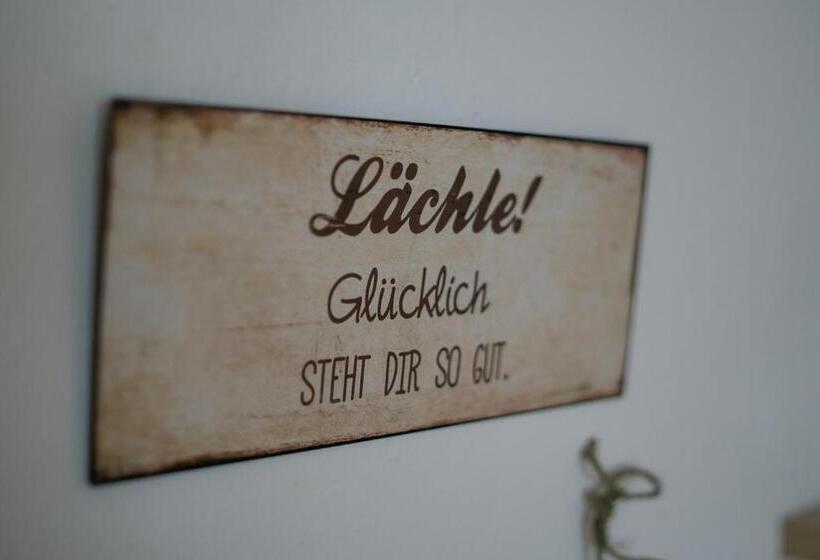 Lächle!
Glücklich
STEHT DIR SO GUT.